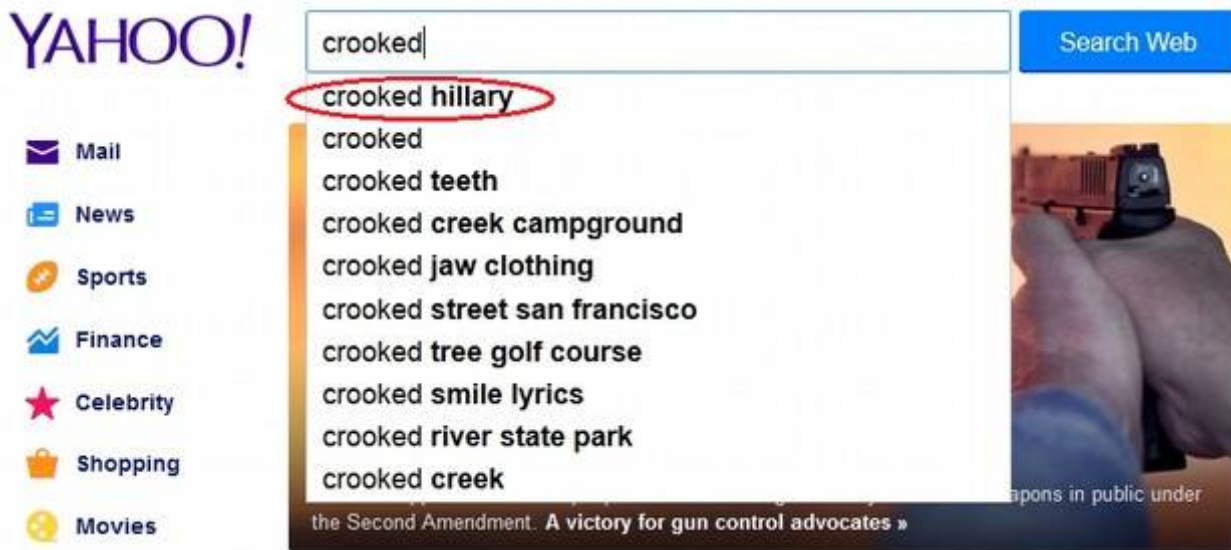 YAHOO!
crooked
Search Web
crooked hillary
crooked
crooked teeth
crooked creek campground
crooked jaw clothing
crooked street san francisco
crooked tree golf course
crooked smile lyrics
crooked river state park
crooked creek
Mail
News
Sports
Finance
Celebrity
Shopping
Movies
in public under
the Second Amendment. A victory for gun control advocates »